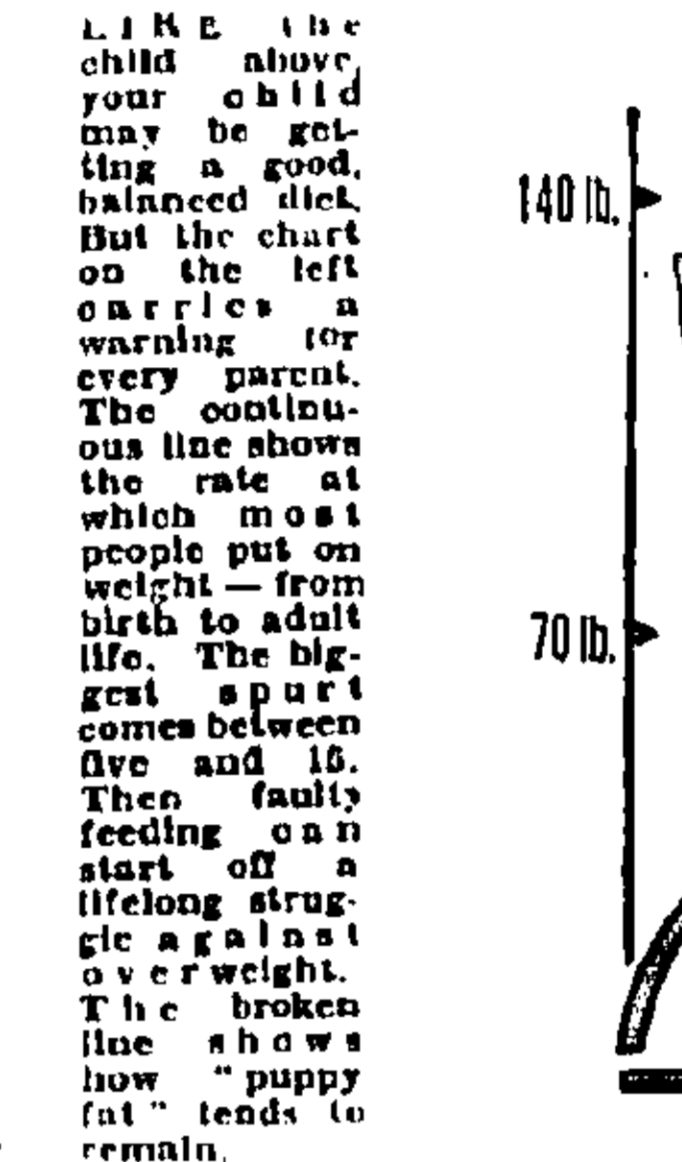 LIKE the
child above,
your child
may be get-
ting a good,
balanced diet.
But the chart
on the left
carries a
warning for
every parent.
The continu-
ous line shows
the rate at
which most
people put on
weight — from
birth to adult
life. The big-
gest spurt
comes between
five and 15.
Then faulty
feeding can
start off a
lifelong strug-
gle against
overweight.
The broken
line shows
how "puppy
fat" tends to
remain.
140 lb.
70 lb.